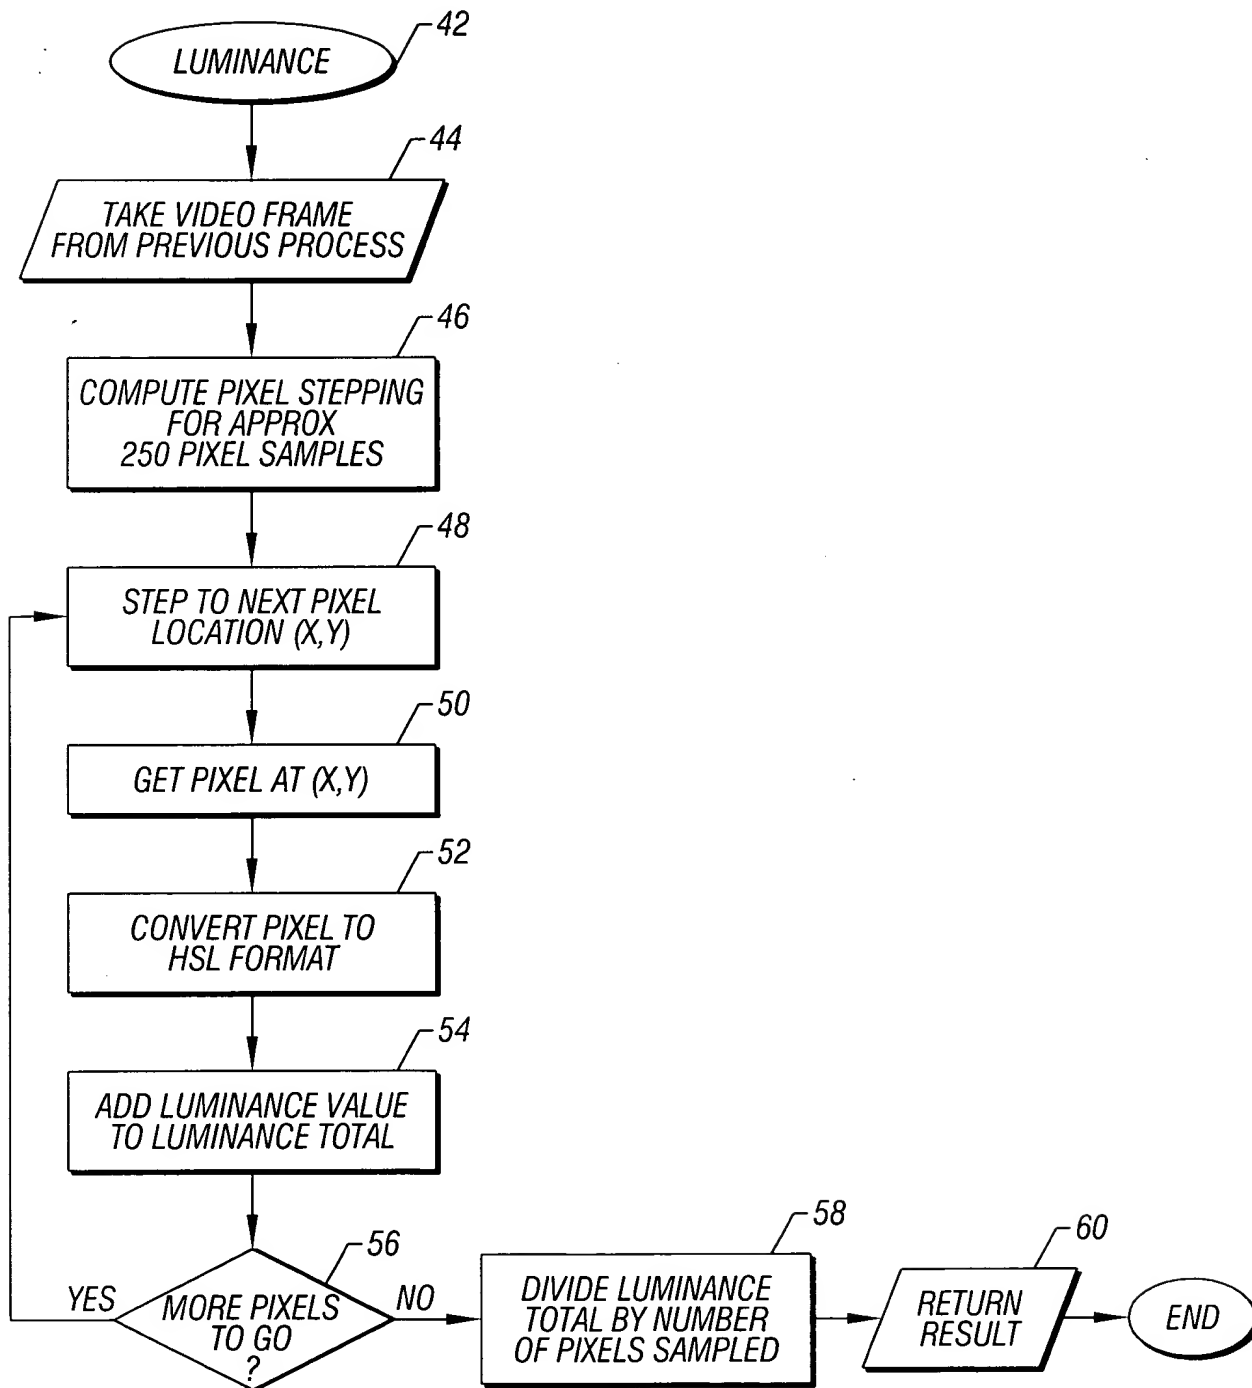 LUMINANCE
42
44
TAKE VIDEO FRAME
FROM PREVIOUS PROCESS
46
COMPUTE PIXEL STEPPING
FOR APPROX
250 PIXEL SAMPLES
48
STEP TO NEXT PIXEL
LOCATION (X,Y)
50
GET PIXEL AT (X,Y)
52
CONVERT PIXEL TO
HSL FORMAT
54
ADD LUMINANCE VALUE
TO LUMINANCE TOTAL
56
YES
MORE PIXELS
TO GO
?
NO
58
DIVIDE LUMINANCE
TOTAL BY NUMBER
OF PIXELS SAMPLED
60
RETURN
RESULT
END